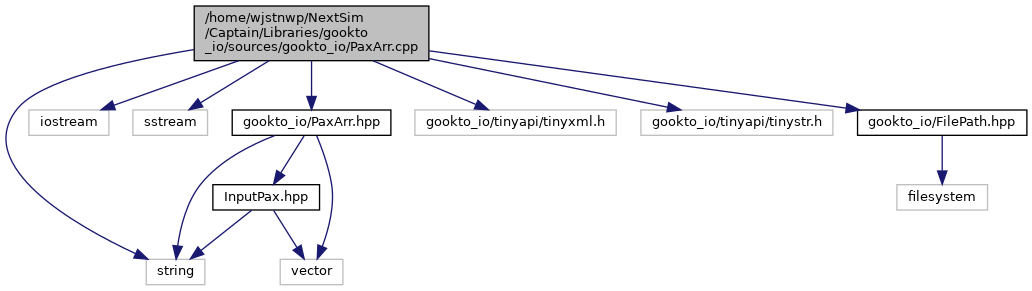 /home/wjstnwp/NextSim
/Captain/Libraries/gookto
_io/sources/gookto_io/PaxArr.cpp
iostream
sstream
gookto_io/PaxArr.hpp
gookto_io/tinyapi/tinyxml.h
gookto_io/tinyapi/tinystr.h
gookto_io/FilePath.hpp
InputPax.hpp
filesystem
string
vector